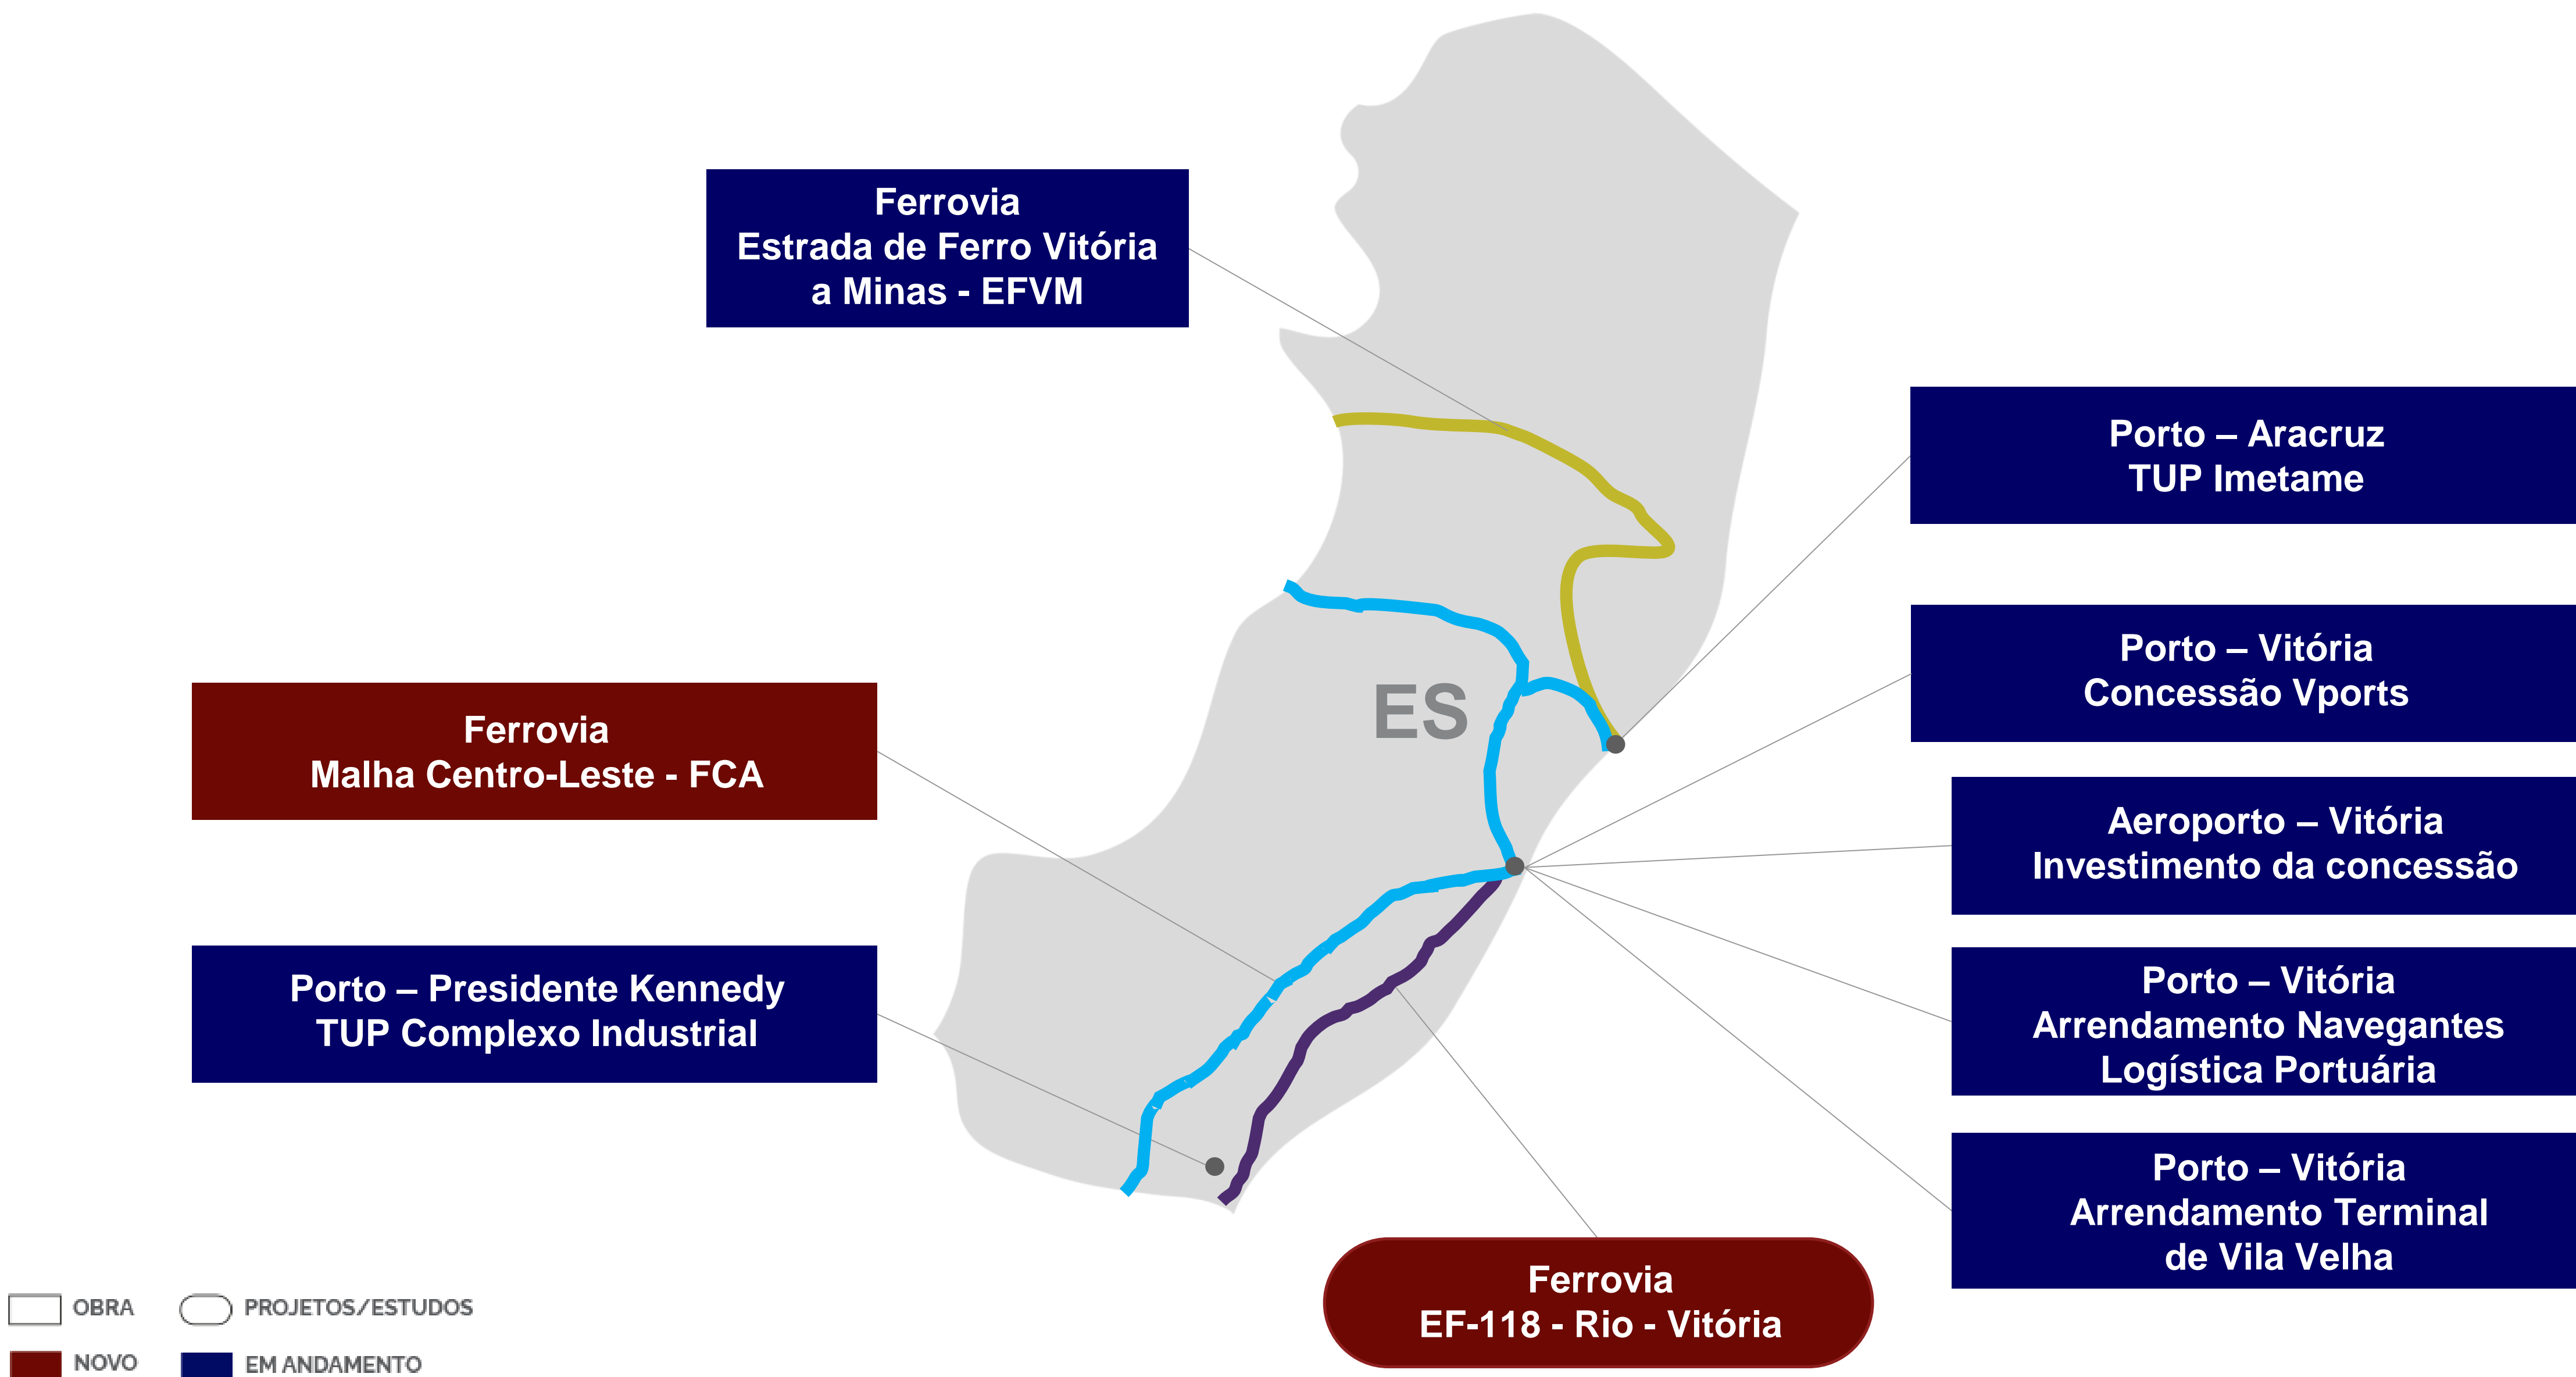 Ferrovia
Estrada de Ferro Vitória
a Minas - EFVM
Porto – Aracruz
TUP Imetame
Porto – Vitória
Concessão Vports
ES
Ferrovia
Malha Centro-Leste - FCA
Aeroporto – Vitória
Investimento da concessão
Porto – Presidente Kennedy
TUP Complexo Industrial
Porto – Vitória
Arrendamento Navegantes
Logística Portuária
Porto – Vitória
Arrendamento Terminal
de Vila Velha
Ferrovia
EF-118 - Rio - Vitória
OBRA
PROJETOS/ESTUDOS
NOVO
EM ANDAMENTO